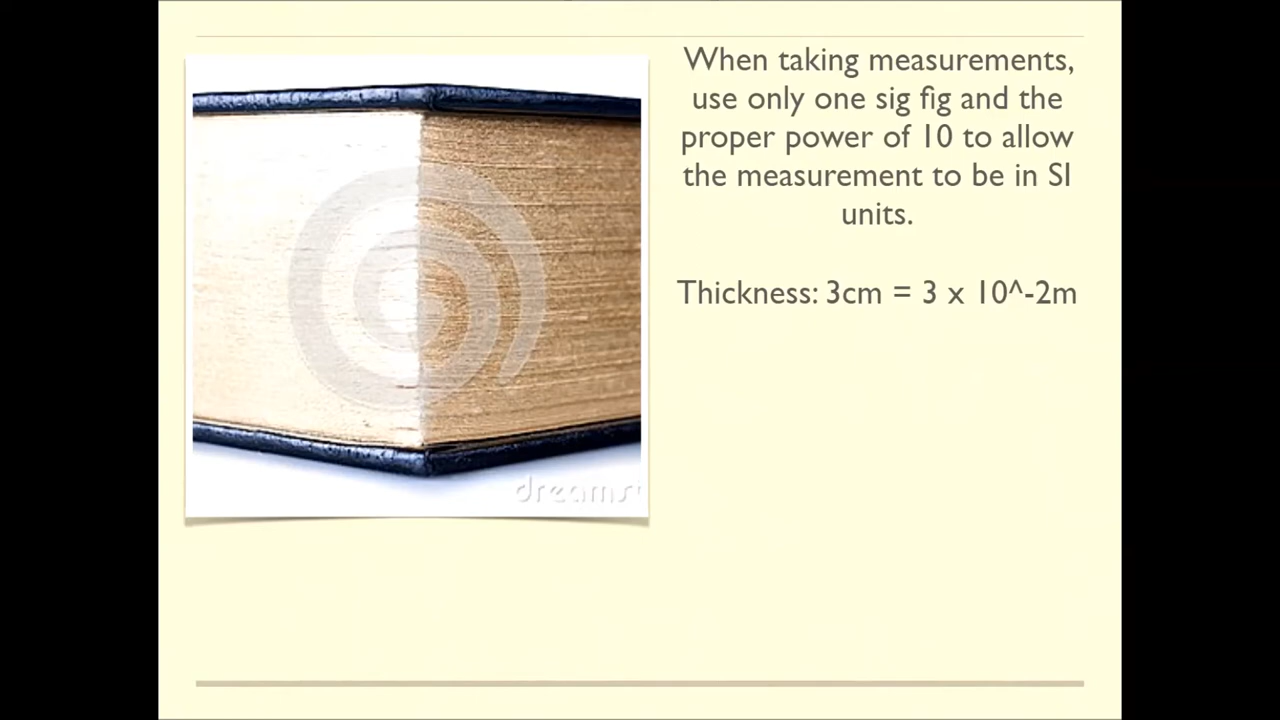 When taking measurements,
use only one sig fig and the
proper power of 10 to allow
the measurement to be in SI
units.
Thickness: 3cm = 3 x 10^-2m
dreamst